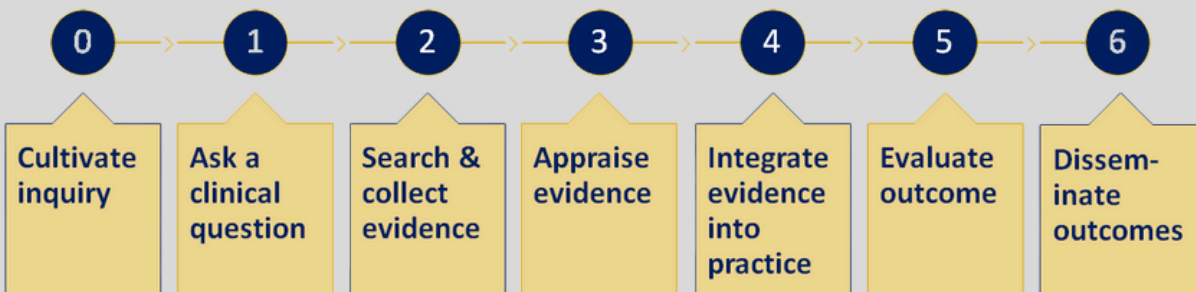 0
1
2
3
4
5
6
Cultivate
inquiry
Ask a
clinical
question
Search &
collect
evidence
Appraise
evidence
Integrate
evidence
into
practice
Evaluate
outcome
Dissem-
inate
outcomes